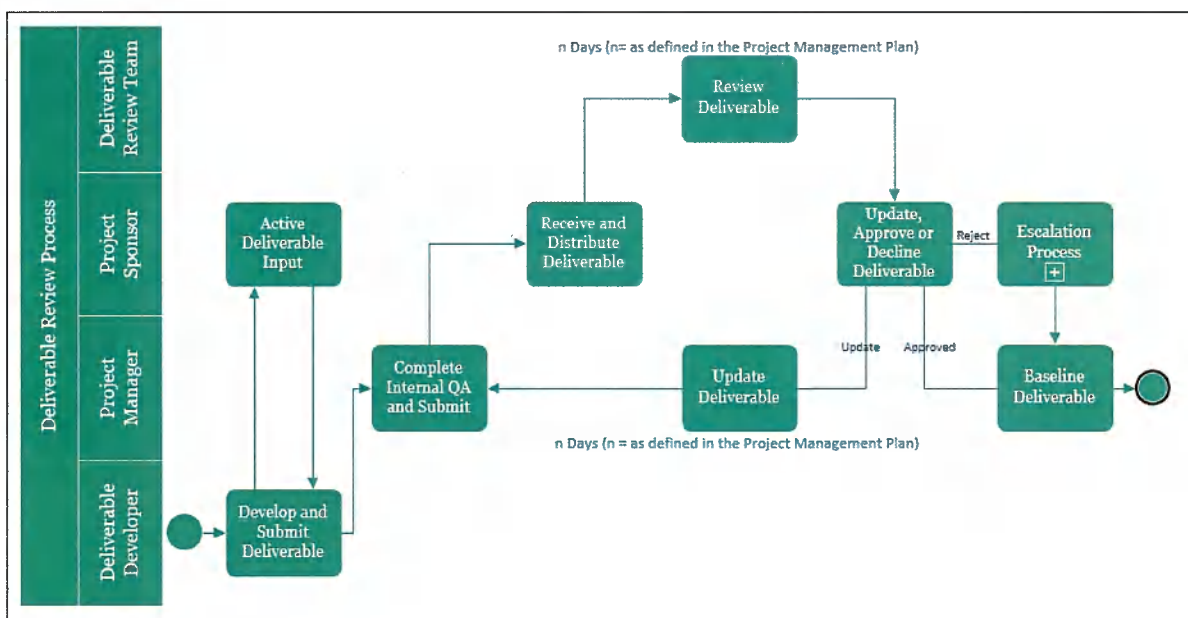 Deliverable Review Process
Deliverable
Review Team
Project
Sponsor
Project
Manager
Deliverable
Developer
n Days (n= as defined in the Project Management Plan)
Review
Deliverable
Active
Deliverable
Input
Receive and
Distribute
Deliverable
Update,
Approve or
Decline
Deliverable
Reject
Escalation
Process
+
Complete
Internal QA
and Submit
Update
Deliverable
Update
Approved
Baseline
Deliverable
n Days (n = as defined in the Project Management Plan)
Develop and
Submit
Deliverable